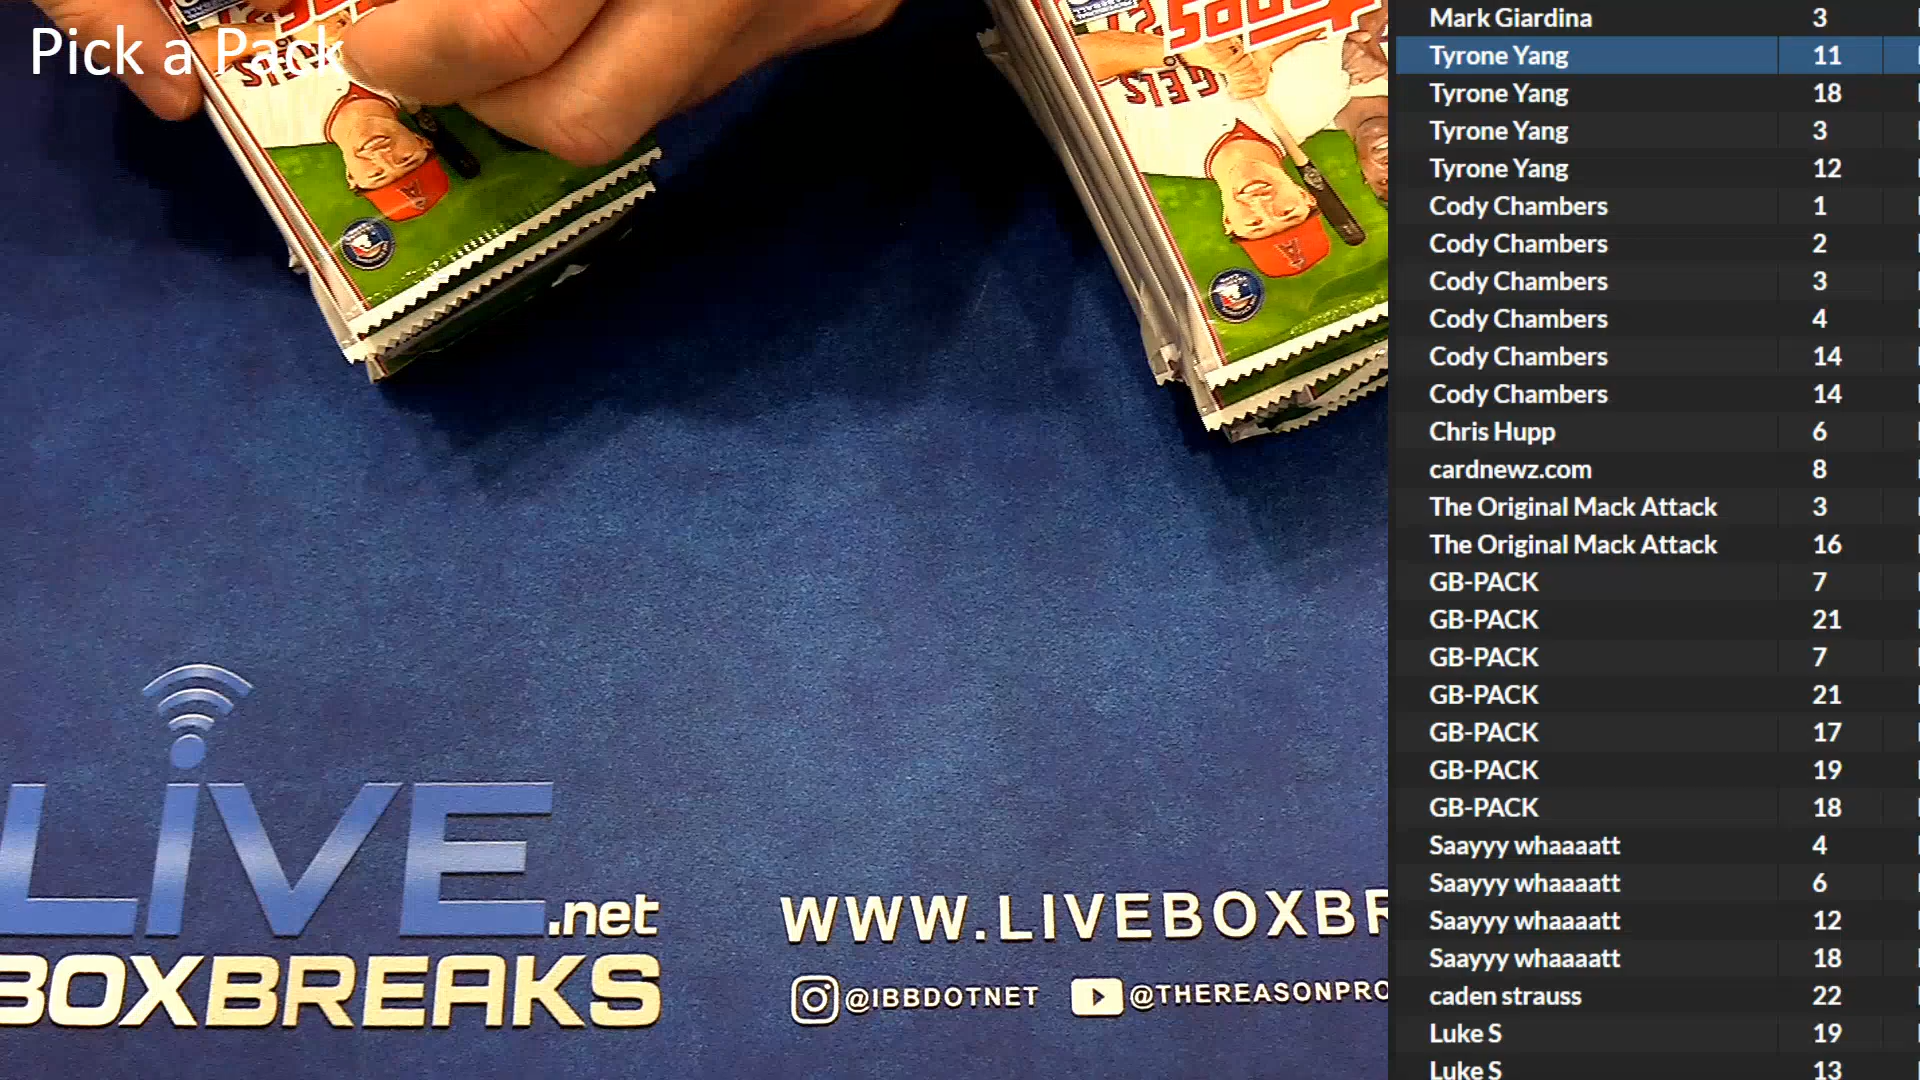 Pick a Pack
LIVE.net
BOXBREAKS
WWW.LIVEBOXBR
@IBBDOTNET
@THEREASONPRO
Mark Giardina 3
Tyrone Yang 11
Tyrone Yang 18
Tyrone Yang 3
Tyrone Yang 12
Cody Chambers 1
Cody Chambers 2
Cody Chambers 3
Cody Chambers 4
Cody Chambers 14
Cody Chambers 14
Chris Hupp 6
cardnewz.com 8
The Original Mack Attack 3
The Original Mack Attack 16
GB-PACK 7
GB-PACK 21
GB-PACK 7
GB-PACK 21
GB-PACK 17
GB-PACK 19
GB-PACK 18
Saayyy whaaaatt 4
Saayyy whaaaatt 6
Saayyy whaaaatt 12
Saayyy whaaaatt 18
caden strauss 22
Luke S 19
Luke S 13